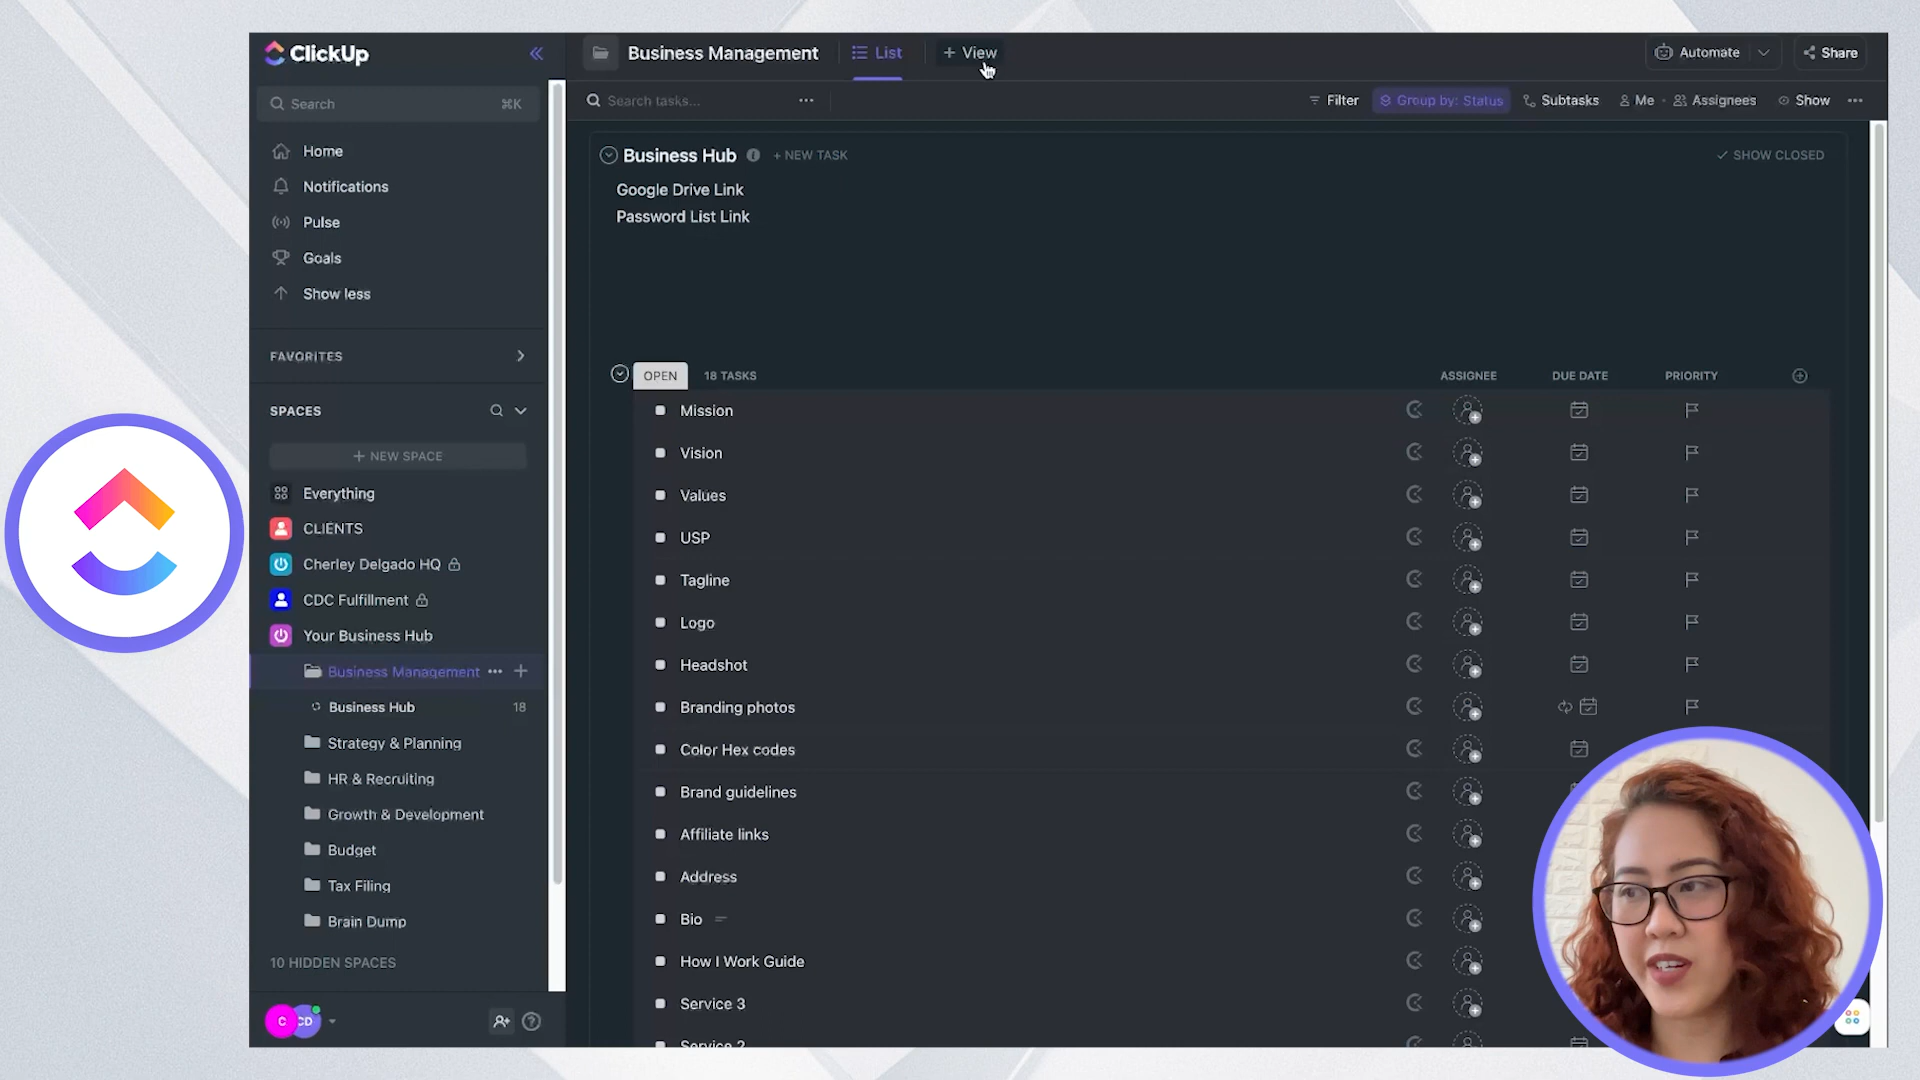 ClickUp
Search ⌘K
Home
Notifications
Pulse
Goals
Show less
FAVORITES
SPACES
+ NEW SPACE
Everything
CLIENTS
Cherley Delgado HQ
CDC Fulfillment
Your Business Hub
Business Management
Business Hub 18
Strategy & Planning
HR & Recruiting
Growth & Development
Budget
Tax Filing
Brain Dump
10 HIDDEN SPACES
C CD
Business Management List + View Automate Share
Search tasks... Filter Group by: Status Subtasks Me Assignees Show
Business Hub + NEW TASK SHOW CLOSED
Google Drive Link
Password List Link
OPEN 18 TASKS ASSIGNEE DUE DATE PRIORITY
Mission
Vision
Values
USP
Tagline
Logo
Headshot
Branding photos
Color Hex codes
Brand guidelines
Affiliate links
Address
Bio
How I Work Guide
Service 3
Service 2